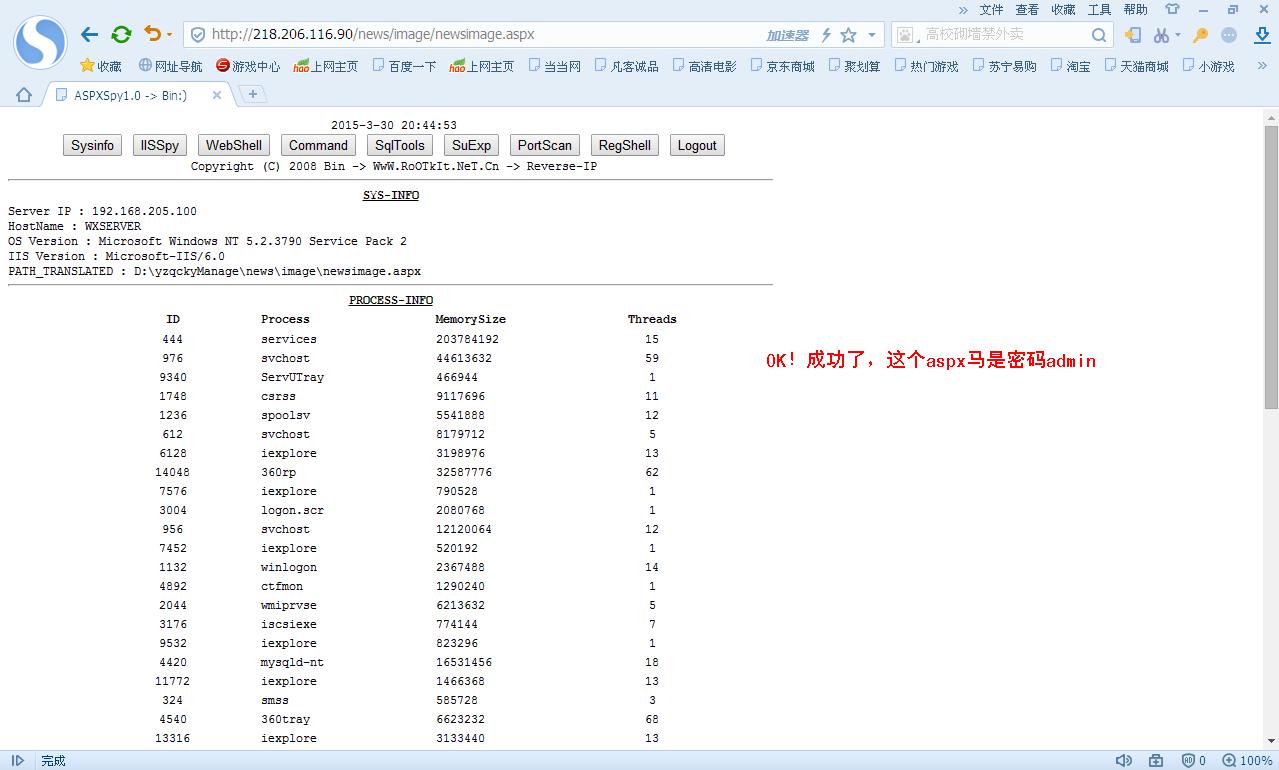 » 文件 查看 收藏 工具 帮助
http://218.206.116.90/news/image/newsimage.aspx 加速器 高校砌墙禁外卖
收藏 网址导航 游戏中心 hao上网主页 百度一下 hao上网主页 当当网 凡客诚品 高清电影 京东商城 聚划算 热门游戏 苏宁易购 淘宝 天猫商城 小游戏 »
ASPXSpy1.0 -> Bin:) × +
2015-3-30 20:44:53
Sysinfo IISSpy WebShell Command SqlTools SuExp PortScan RegShell Logout
Copyright (C) 2008 Bin -> WwW.RoOTkIt.NeT.Cn -> Reverse-IP
SYS-INFO
Server IP : 192.168.205.100
HostName : WXSERVER
OS Version : Microsoft Windows NT 5.2.3790 Service Pack 2
IIS Version : Microsoft-IIS/6.0
PATH_TRANSLATED : D:\yzqckyManage\news\image\newsimage.aspx
PROCESS-INFO
ID Process MemorySize Threads
444 services 203784192 15
976 svchost 44613632 59
OK! 成功了，这个aspx马是密码admin
9340 ServUTray 466944 1
1748 csrss 9117696 11
1236 spoolsv 5541888 12
612 svchost 8179712 5
6128 iexplore 3198976 13
14048 360rp 32587776 62
7576 iexplore 790528 1
3004 logon.scr 2080768 1
956 svchost 12120064 12
7452 iexplore 520192 1
1132 winlogon 2367488 14
4892 ctfmon 1290240 1
2044 wmiprvse 6213632 5
3176 iscsiexe 774144 7
9532 iexplore 823296 1
4420 mysqld-nt 16531456 18
11772 iexplore 1466368 13
324 smss 585728 3
4540 360tray 6623232 68
13316 iexplore 3133440 13
完成 0 100%